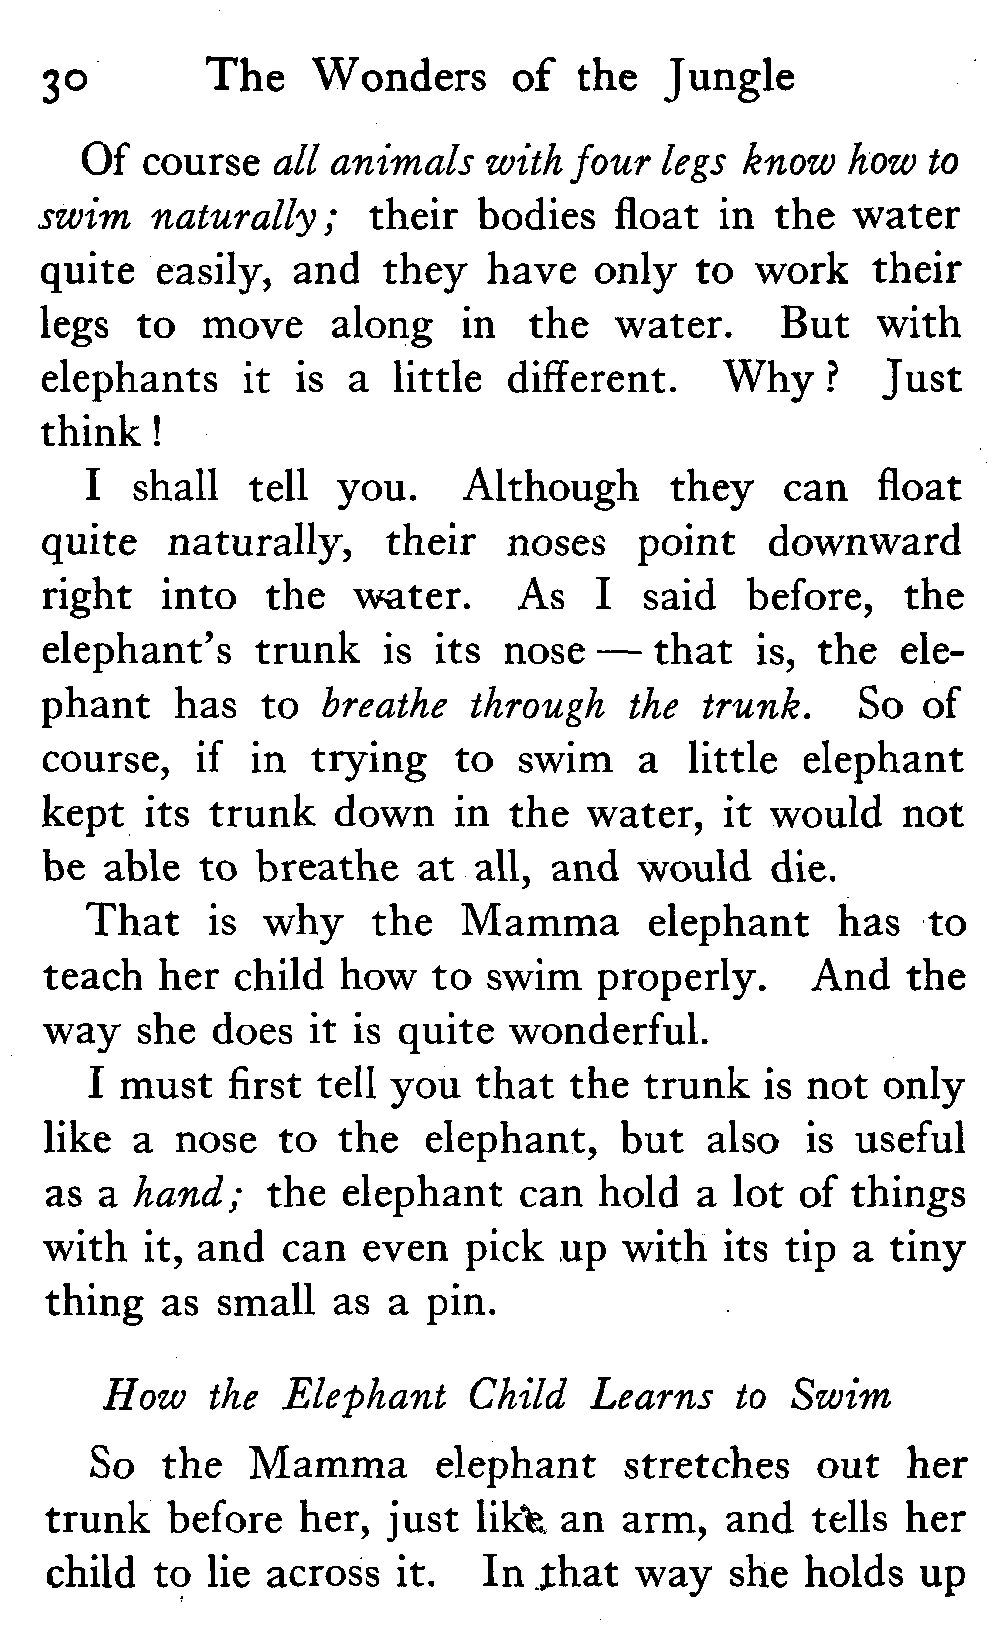 30 The Wonders of the Jungle
Of course all animals with four legs know how to
swim naturally; their bodies float in the water
quite easily, and they have only to work their
legs to move along in the water. But with
elephants it is a little different. Why? Just
think!
I shall tell you. Although they can float
quite naturally, their noses point downward
right into the water. As I said before, the
elephant's trunk is its nose — that is, the ele-
phant has to breathe through the trunk. So of
course, if in trying to swim a little elephant
kept its trunk down in the water, it would not
be able to breathe at all, and would die.
That is why the Mamma elephant has to
teach her child how to swim properly. And the
way she does it is quite wonderful.
I must first tell you that the trunk is not only
like a nose to the elephant, but also is useful
as a hand; the elephant can hold a lot of things
with it, and can even pick up with its tip a tiny
thing as small as a pin.
How the Elephant Child Learns to Swim
So the Mamma elephant stretches out her
trunk before her, just like an arm, and tells her
child to lie across it. In that way she holds up